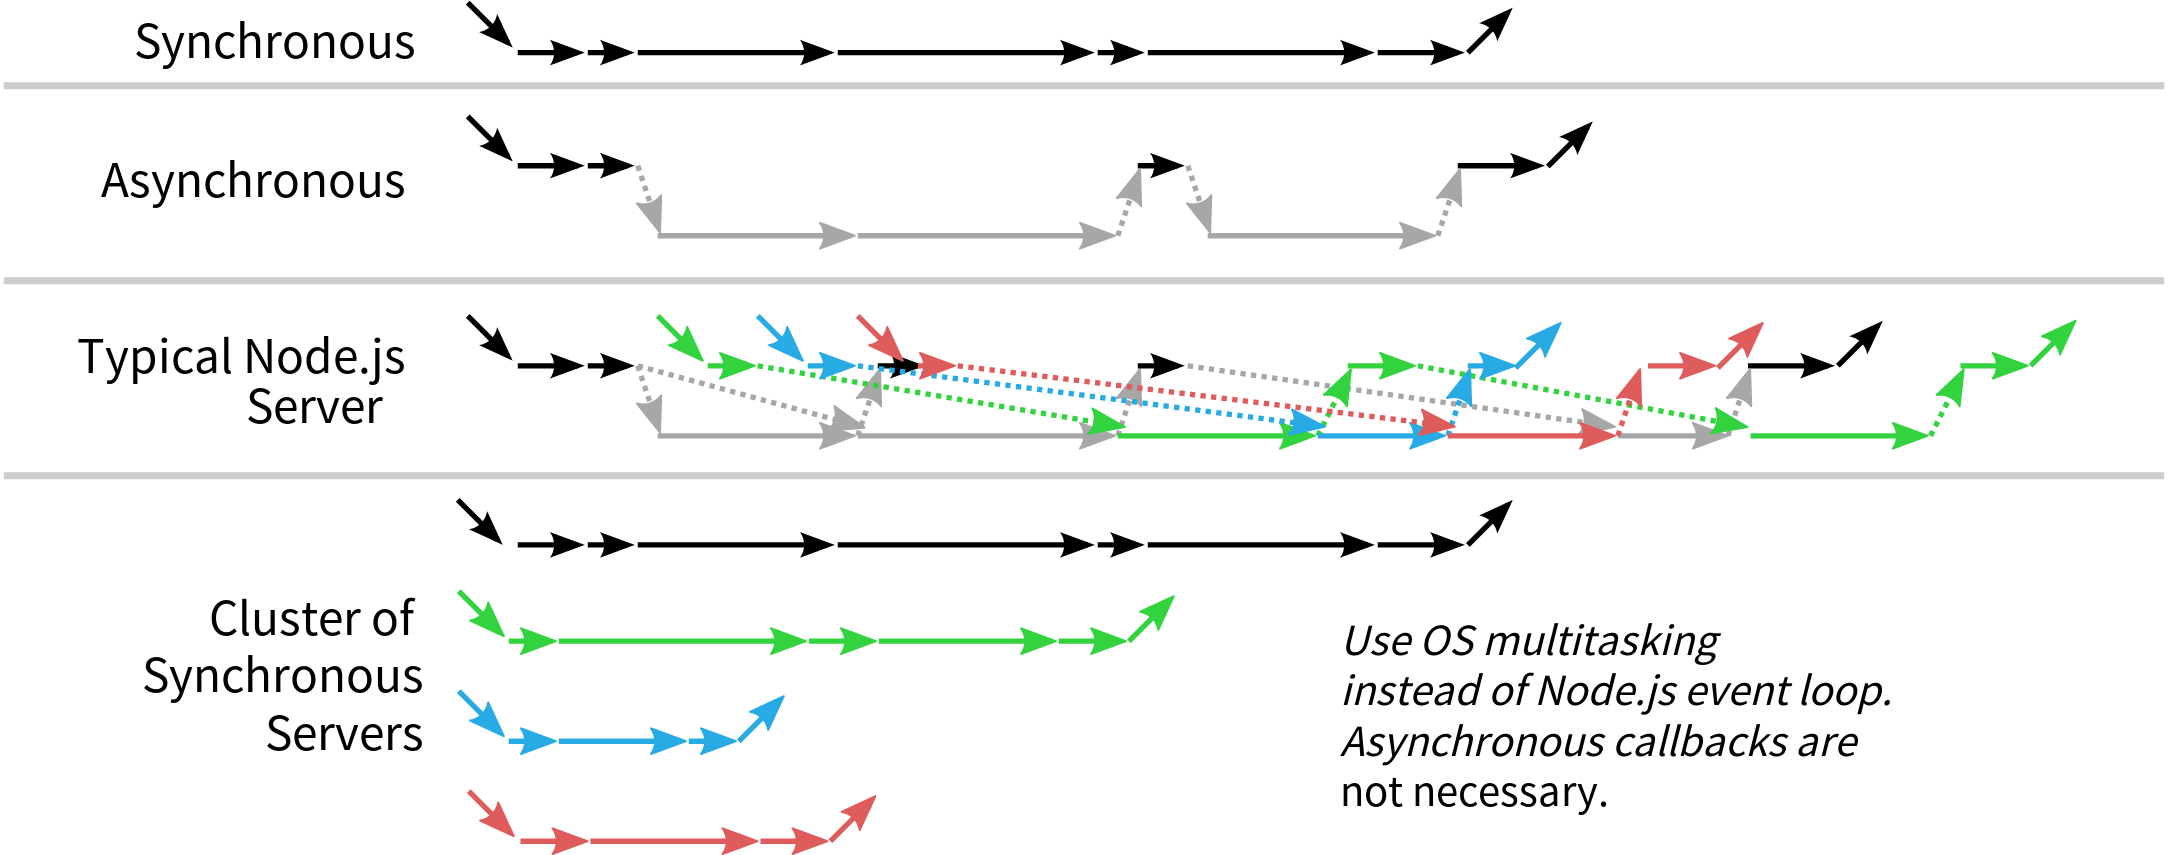 Synchronous
Asynchronous
Typical Node.js
Server
Cluster of
Synchronous
Servers
Use OS multitasking
instead of Node.js event loop.
Asynchronous callbacks are
not necessary.